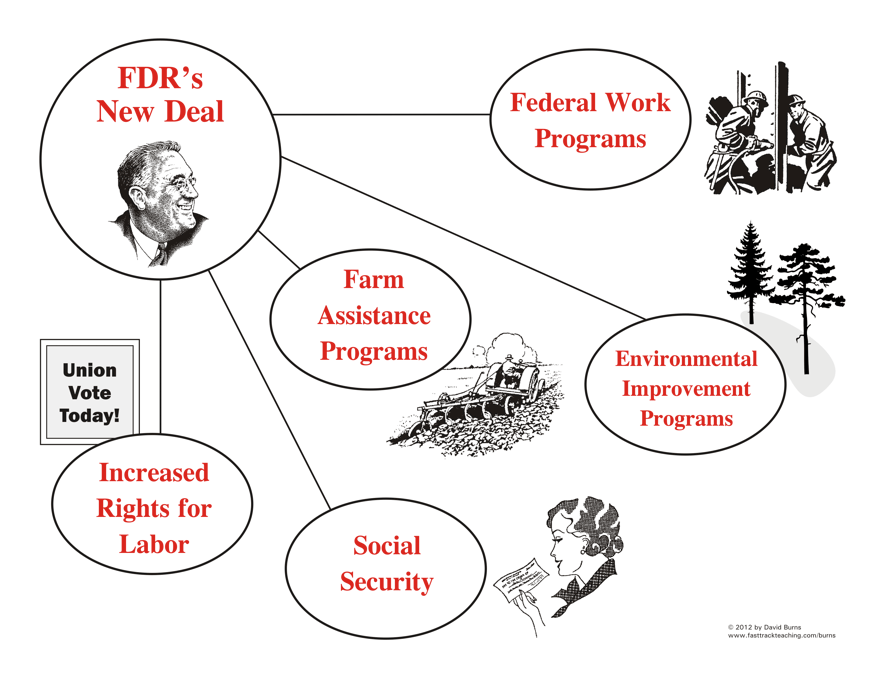 FDR’s
New Deal
Federal Work
Programs
Farm
Assistance
Programs
Environmental
Improvement
Programs
Union
Vote
Today!
Increased
Rights for
Labor
Social
Security
© 2012 by David Burns
www.fasttrackteaching.com/burns